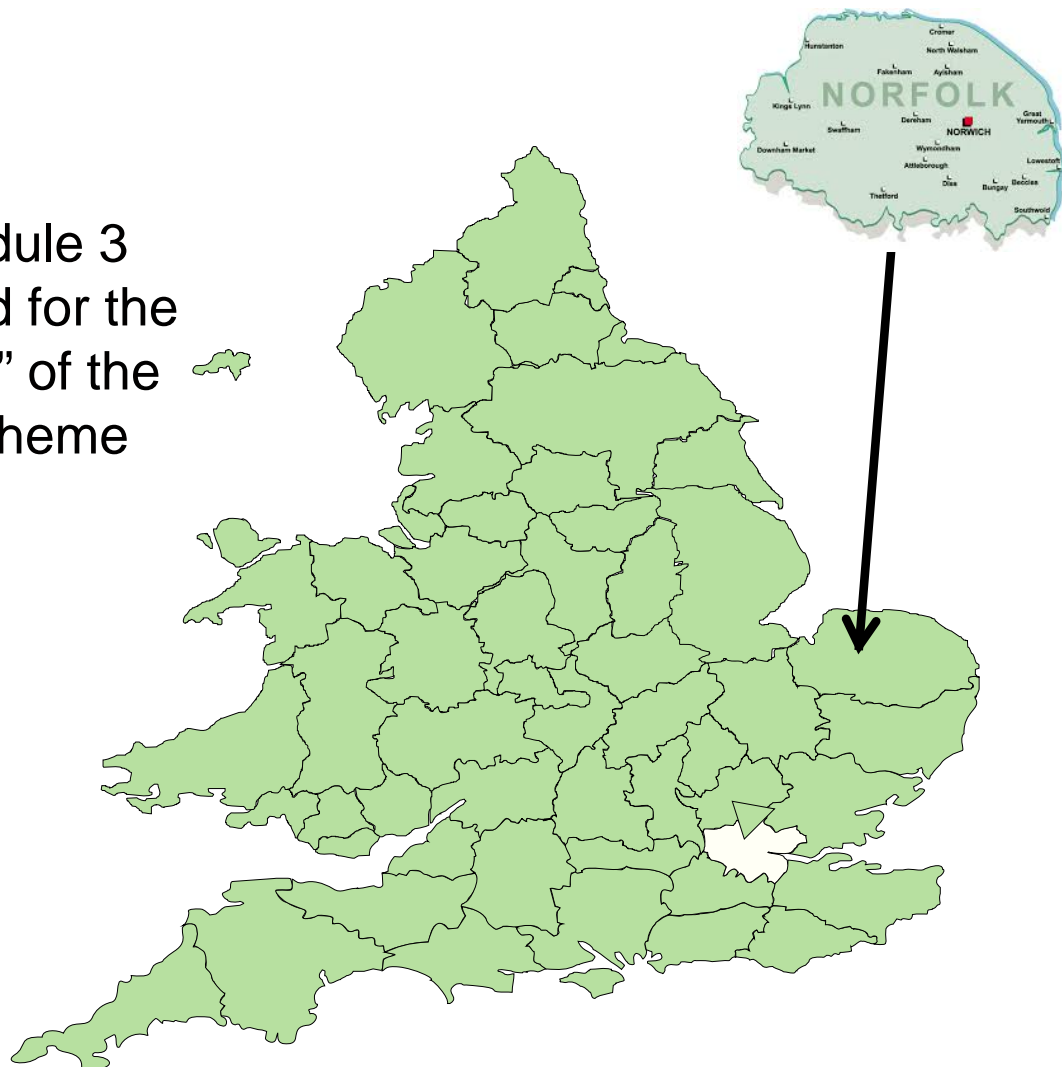 dule 3
d for the
” of the
heme
Cromer
Hunstanton
North Walsham
Fakenham Aylsham
NORFOLK
Kings Lynn
Dereham
Great
Yarmouth
Swaffham
NORWICH
Downham Market
Wymondham
Attleborough
Lowestoft
Diss
Bungay Beccles
Thetford
Southwold